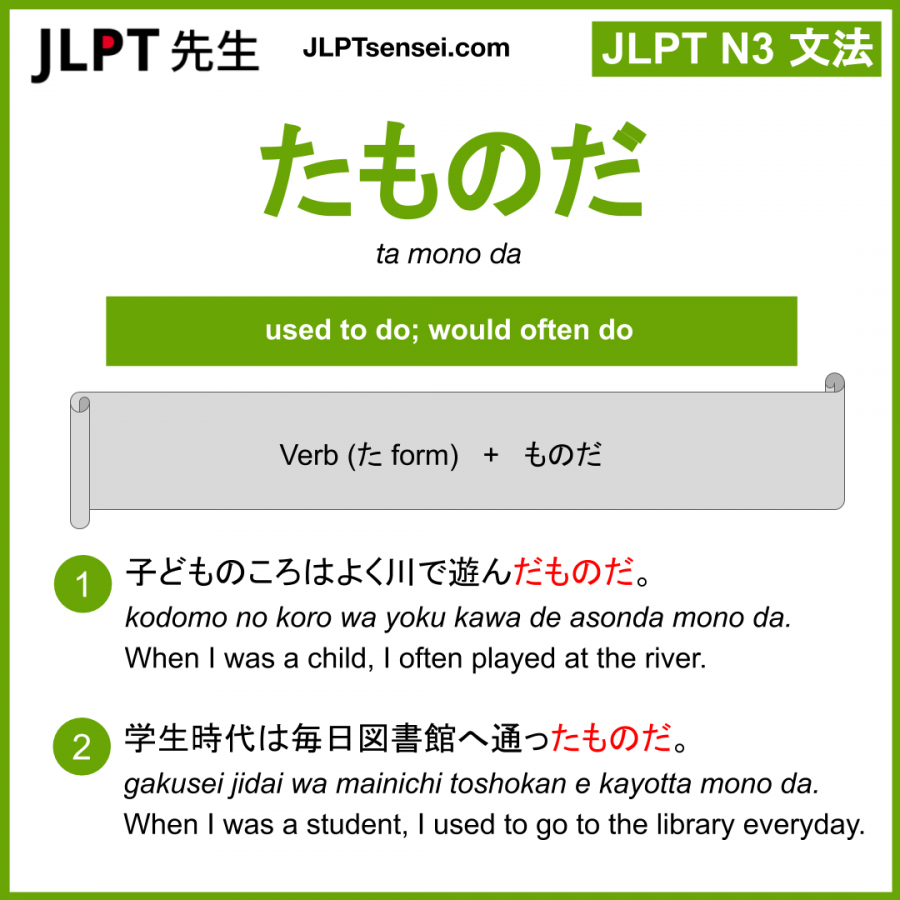 JLPT 先生
JLPTsensei.com
JLPT N3 文法
たものだ
ta mono da
used to do; would often do
Verb (た form) + ものだ
1
子どものころはよく川で遊んだものだ。
kodomo no koro wa yoku kawa de asonda mono da.
When I was a child, I often played at the river.
2
学生時代は毎日図書館へ通ったものだ。
gakusei jidai wa mainichi toshokan e kayotta mono da.
When I was a student, I used to go to the library everyday.